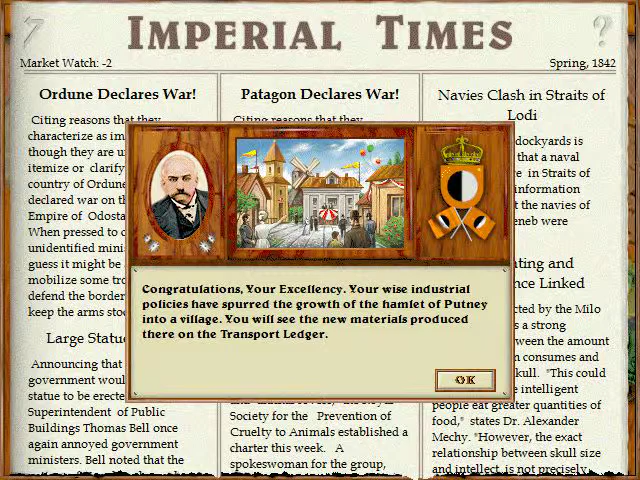 IMPERIAL TIMES
Market Watch: -2
Spring, 1842
Ordune Declares War!
Citing reasons that they
characterize as im
though they are u
itemize or clarify
country of Ordune
declared war on th
Empire of Odosta
When pressed to c
unidentified minis
guess it might be a
mobilize some tro
defend the border
keep the arms stoc
Large Statue
Announcing that
government woul
statue to be erecte
Superintendent of Public
Buildings Thomas Bell once
again annoyed government
ministers. Bell noted that the
Patagon Declares War!
Citing reasons that they
Society for the Prevention of
Cruelty to Animals established a
charter this week. A
spokeswoman for the group,
Navies Clash in Straits of
Lodi
dockyards is
that a naval
e in Straits of
information
t the navies of
eneb were
ting and
nce Linked
cted by the Milo
s a strong
ween the amount
n consumes and
kull. "This could
e intelligent
people eat greater quantities of
food," states Dr. Alexander
Mechy. "However, the exact
relationship between skull size
and intellect, is not precisely
Congratulations, Your Excellency. Your wise industrial
policies have spurred the growth of the hamlet of Putney
into a village. You will see the new materials produced
there on the Transport Ledger.
OK